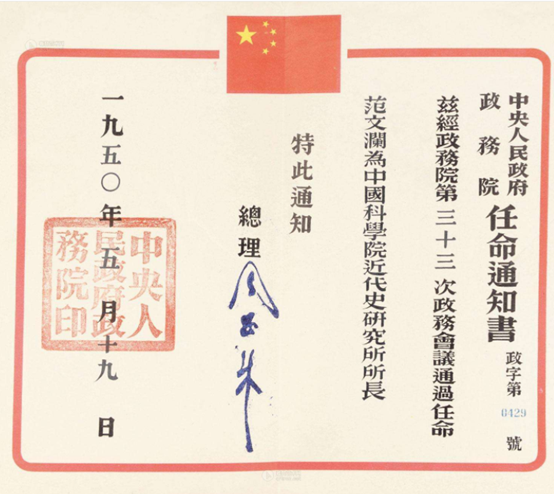 中央人民政府
政務院
任命通知書
政字第
0429
號
茲經政務院第三十三次政務會議通過任命
范文瀾為中國科學院近代史研究所所長
特此通知
總理
周恩来
一九五〇年五月十九日
中央人
民政府政
務院印